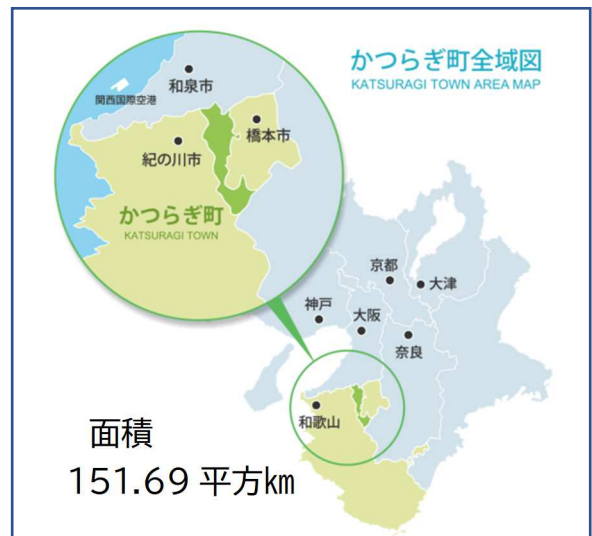 かつらぎ町全域図
KATSURAGI TOWN AREA MAP
和泉市
関西国際空港
橋本市
紀の川市
かつらぎ町
KATSURAGI TOWN
京都
大津
神戸
大阪
奈良
和歌山
面積
151.69 平方㎞